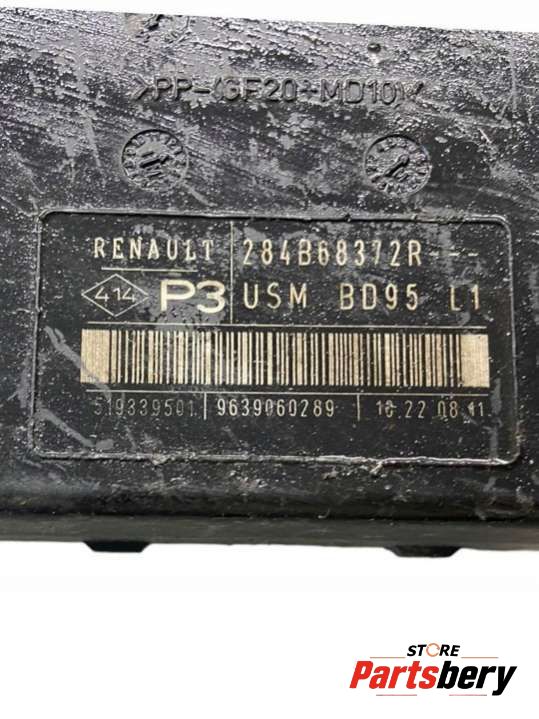 >PP-(GF20+MD10)<
RENAULT 284B68372R---
414 P3 USM BD95 L1
519339501 9639060289 10 22 08 11
STORE
Partsbery